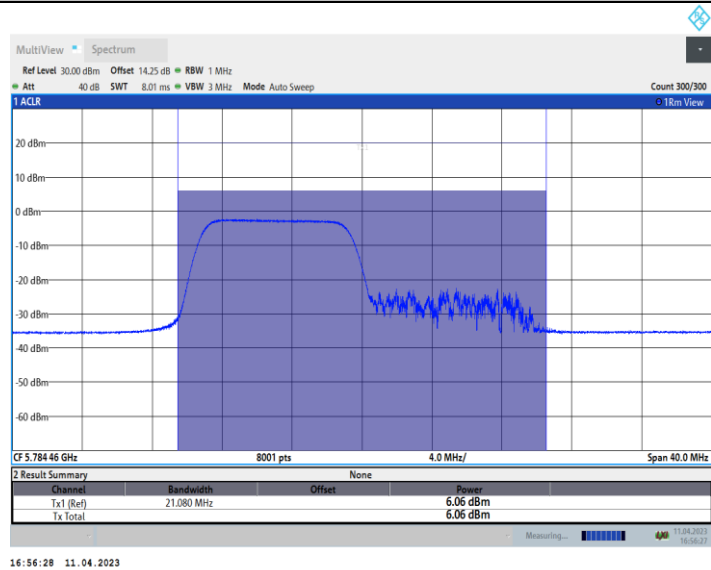 MultiView Spectrum
Ref Level 30.00 dBm Offset 14.25 dB RBW 1 MHz
Att 40 dB SWT 8.01 ms VBW 3 MHz Mode Auto Sweep Count 300/300
1 ACLR 1Rm View
20 dBm
10 dBm
0 dBm
-10 dBm
-20 dBm
-30 dBm
-40 dBm
-50 dBm
-60 dBm
CF 5.784 46 GHz 8001 pts 4.0 MHz/ Span 40.0 MHz
2 Result Summary None
Channel Bandwidth Offset Power
Tx1 (Ref) 21.080 MHz 6.06 dBm
Tx Total 6.06 dBm
Measuring... 11.04.2023
16:56:27
16:56:28 11.04.2023